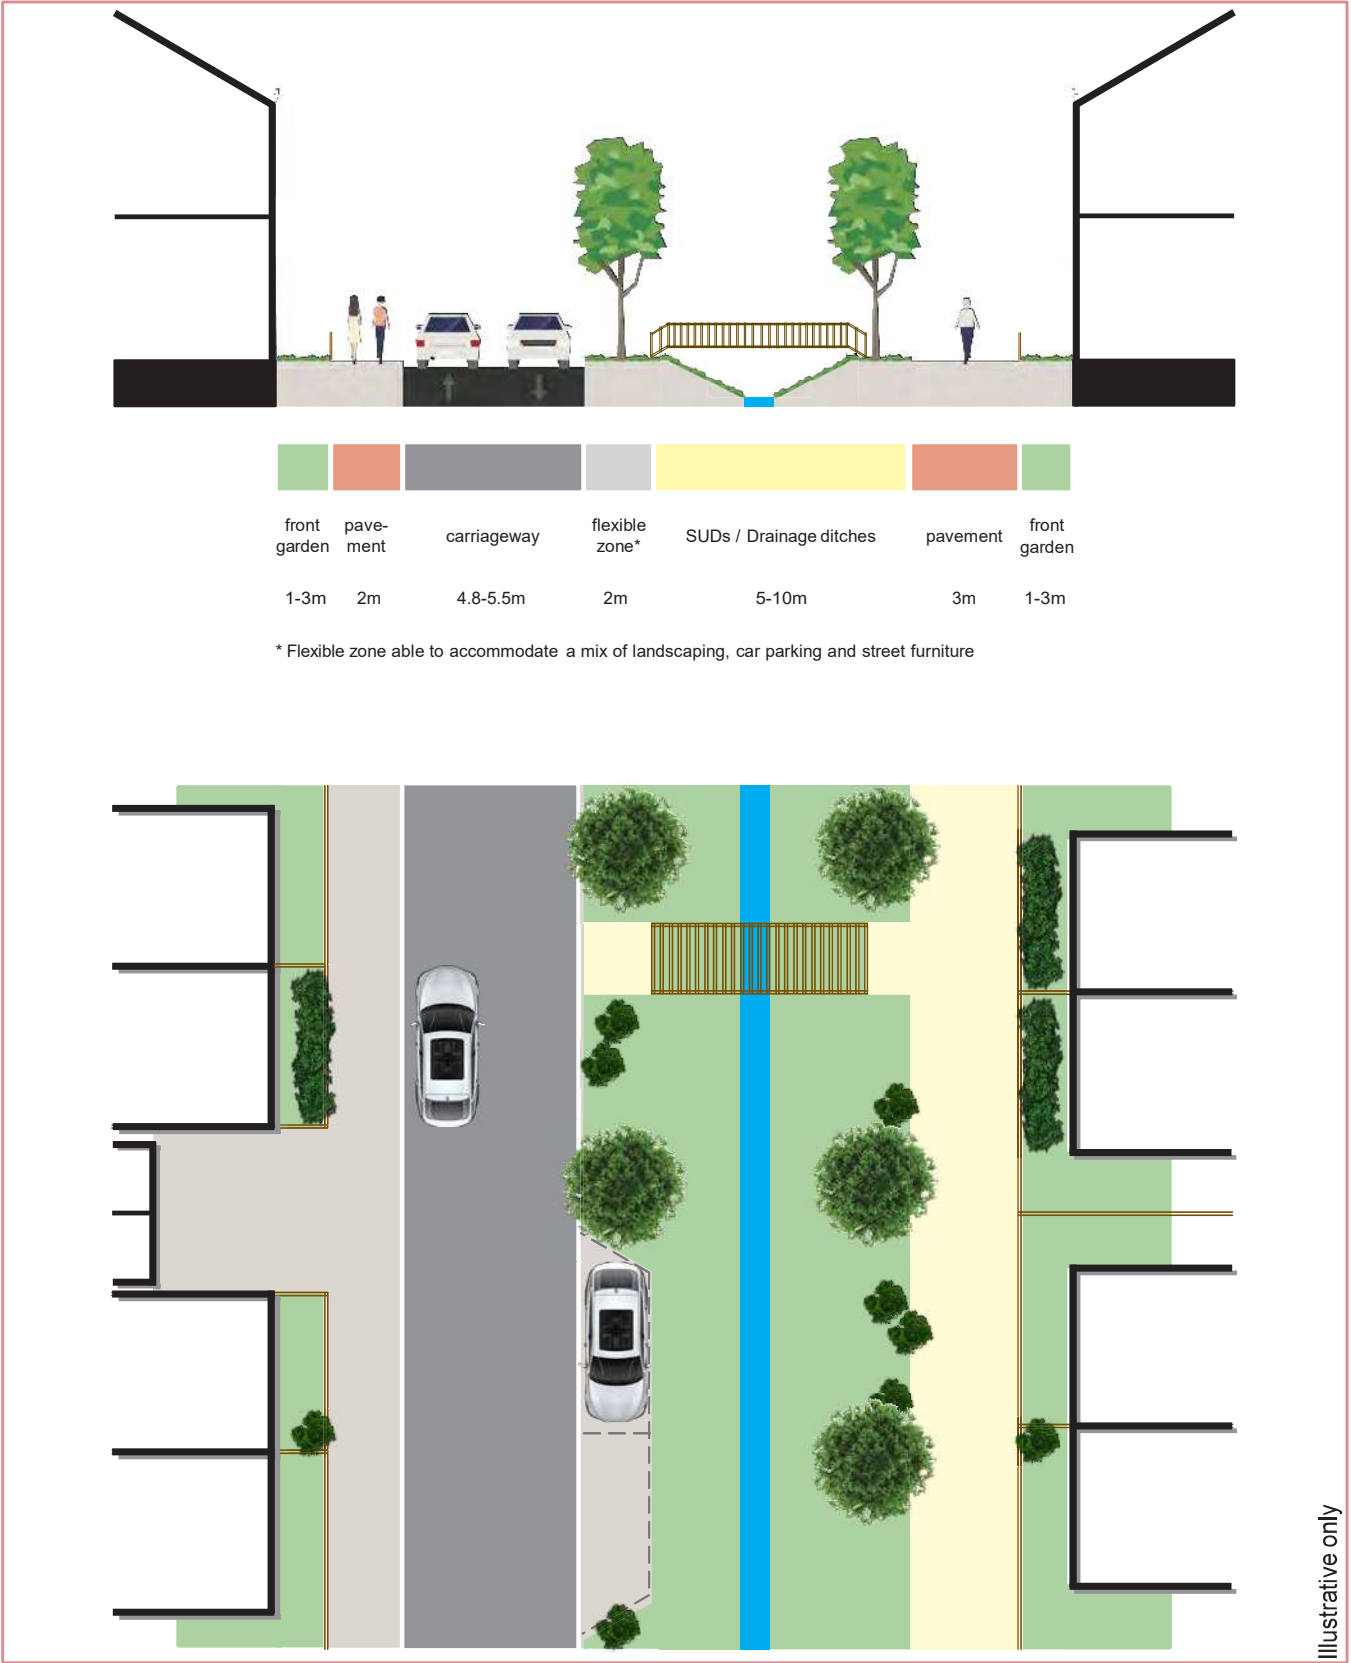 front garden
pave-
ment
carriageway
flexible
zone*
SUDs / Drainage ditches
pavement
front
garden
1-3m
2m
4.8-5.5m
2m
5-10m
3m
1-3m
* Flexible zone able to accommodate a mix of landscaping, car parking and street furniture
Illustrative only